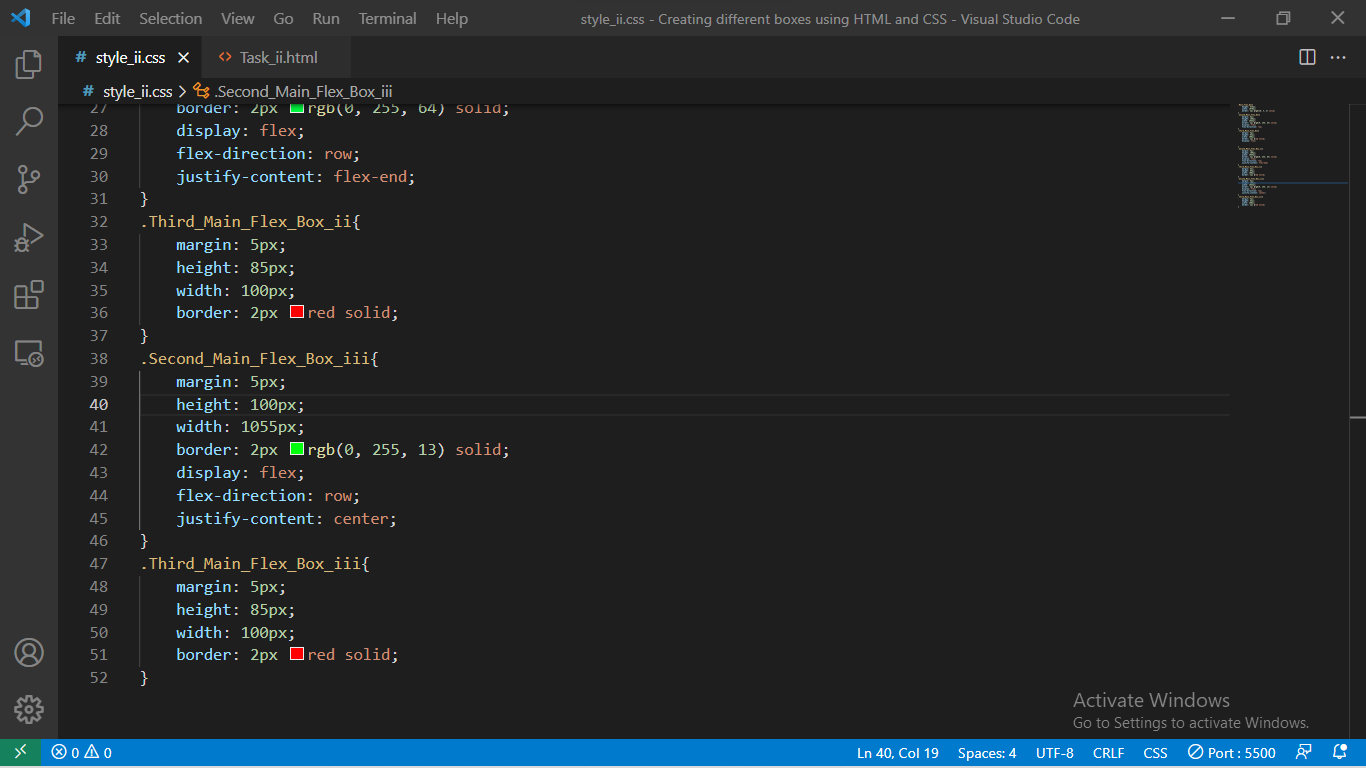 File Edit Selection View Go Run Terminal Help style_ii.css - Creating different boxes using HTML and CSS - Visual Studio Code
# style_ii.css × <> Task_ii.html
# style_ii.css > .Second_Main_Flex_Box_iii
27 border: 2px rgb(0, 255, 64) solid;
28 display: flex;
29 flex-direction: row;
30 justify-content: flex-end;
31 }
32 .Third_Main_Flex_Box_ii{
33 margin: 5px;
34 height: 85px;
35 width: 100px;
36 border: 2px red solid;
37 }
38 .Second_Main_Flex_Box_iii{
39 margin: 5px;
40 height: 100px;
41 width: 1055px;
42 border: 2px rgb(0, 255, 13) solid;
43 display: flex;
44 flex-direction: row;
45 justify-content: center;
46 }
47 .Third_Main_Flex_Box_iii{
48 margin: 5px;
49 height: 85px;
50 width: 100px;
51 border: 2px red solid;
52 }
Activate Windows
Go to Settings to activate Windows.
0 0 Ln 40, Col 19 Spaces: 4 UTF-8 CRLF CSS Port : 5500